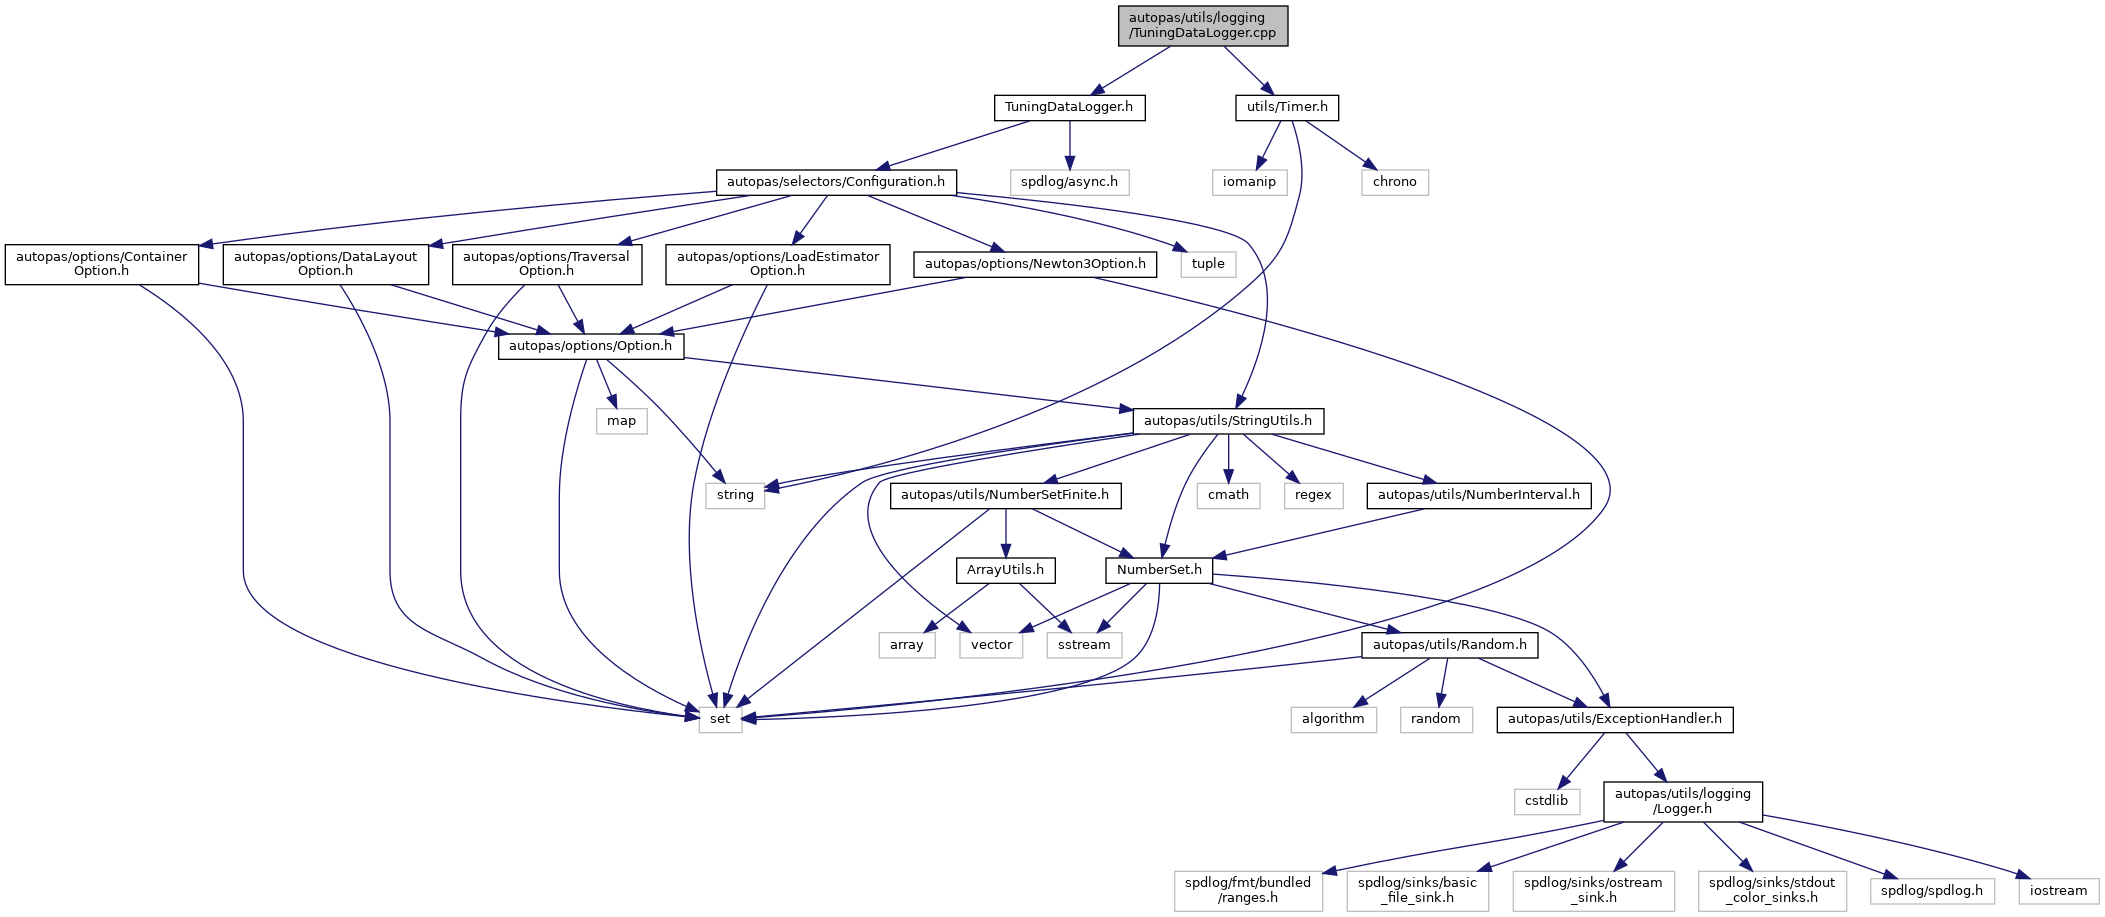 autopas/utils/logging
/TuningDataLogger.cpp
TuningDataLogger.h
utils/Timer.h
autopas/selectors/Configuration.h
spdlog/async.h
iomanip
chrono
autopas/options/Container
Option.h
autopas/options/DataLayout
Option.h
autopas/options/Traversal
Option.h
autopas/options/LoadEstimator
Option.h
autopas/options/Newton3Option.h
tuple
autopas/options/Option.h
map
autopas/utils/StringUtils.h
string
autopas/utils/NumberSetFinite.h
cmath
regex
autopas/utils/NumberInterval.h
ArrayUtils.h
NumberSet.h
array
vector
sstream
autopas/utils/Random.h
set
algorithm
random
autopas/utils/ExceptionHandler.h
cstdlib
autopas/utils/logging
/Logger.h
spdlog/fmt/bundled
/ranges.h
spdlog/sinks/basic
_file_sink.h
spdlog/sinks/ostream
_sink.h
spdlog/sinks/stdout
_color_sinks.h
spdlog/spdlog.h
iostream